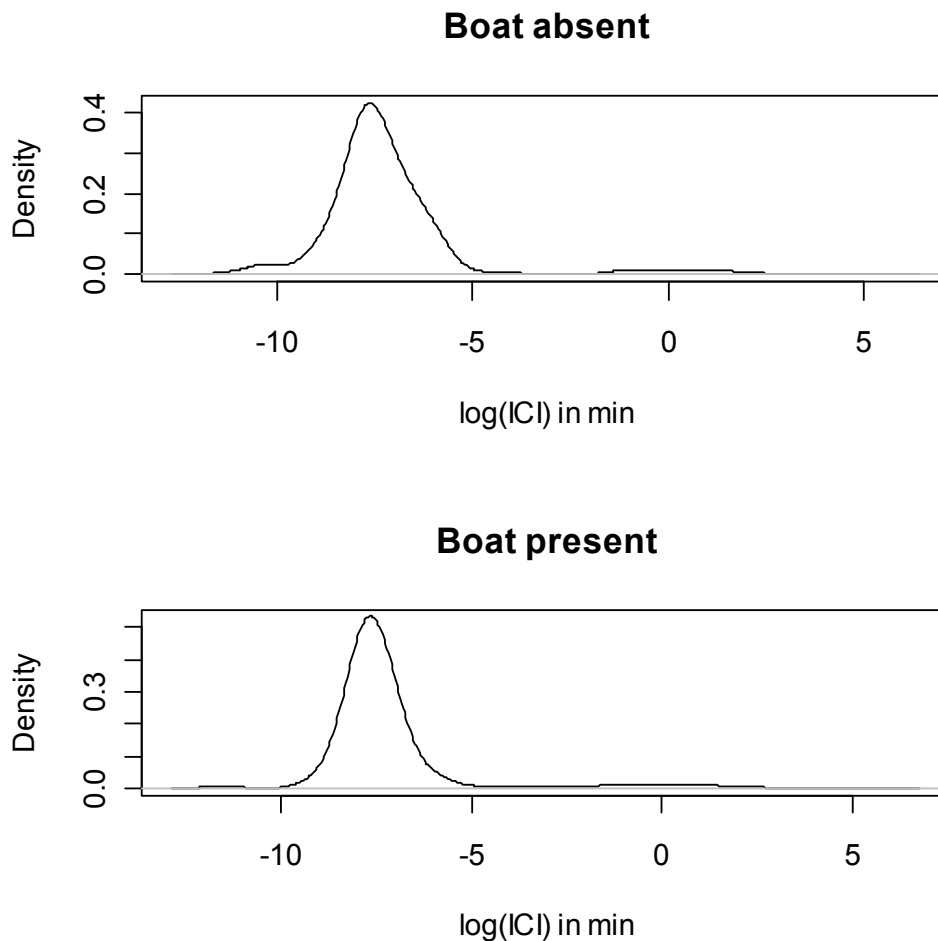 Boat absent
Density
0.0 0.2 0.4
-10 -5 0 5
log(ICI) in min
Boat present
Density
0.0 0.3
-10 -5 0 5
log(ICI) in min